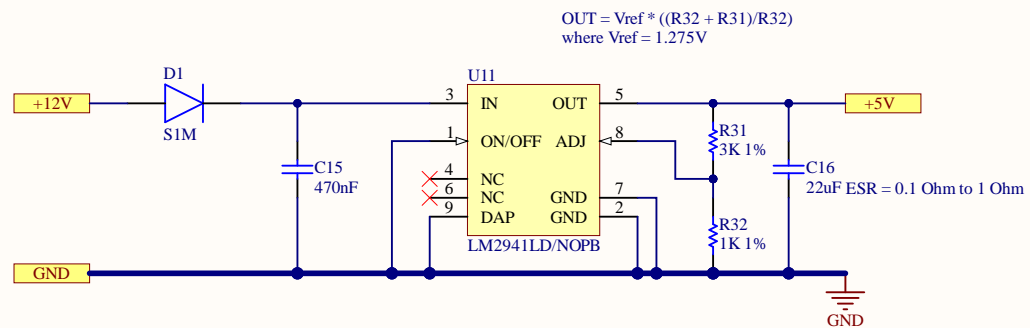 OUT = Vref * ((R32 + R31)/R32)
where Vref = 1.275V
D1
U11
+12V
3
IN
OUT
5
+5V
S1M
1
ON/OFF
ADJ
8
R31
3K 1%
C15
470nF
4
NC
C16
22uF ESR = 0.1 Ohm to 1 Ohm
6
NC
GND
7
9
DAP
GND
2
R32
1K 1%
LM2941LD/NOPB
GND
GND